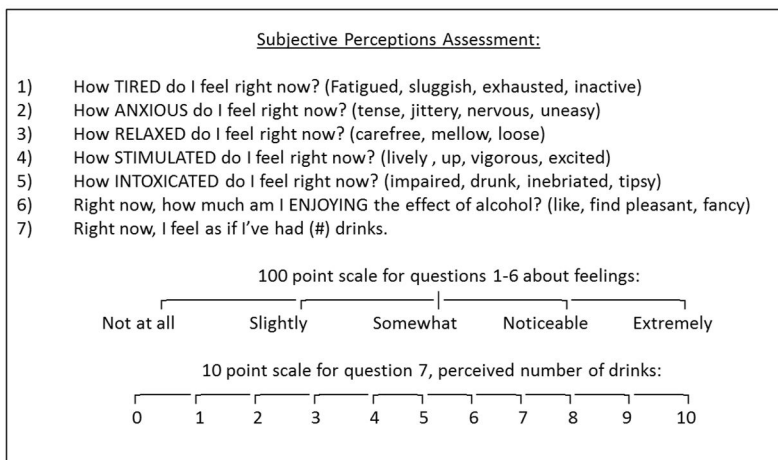 Subjective Perceptions Assessment:
1) How TIRED do I feel right now? (Fatigued, sluggish, exhausted, inactive)
2) How ANXIOUS do I feel right now? (tense, jittery, nervous, uneasy)
3) How RELAXED do I feel right now? (carefree, mellow, loose)
4) How STIMULATED do I feel right now? (lively , up, vigorous, excited)
5) How INTOXICATED do I feel right now? (impaired, drunk, inebriated, tipsy)
6) Right now, how much am I ENJOYING the effect of alcohol? (like, find pleasant, fancy)
7) Right now, I feel as if I've had (#) drinks.
100 point scale for questions 1-6 about feelings:
Not at all Slightly Somewhat Noticeable Extremely
10 point scale for question 7, perceived number of drinks:
0 1 2 3 4 5 6 7 8 9 10